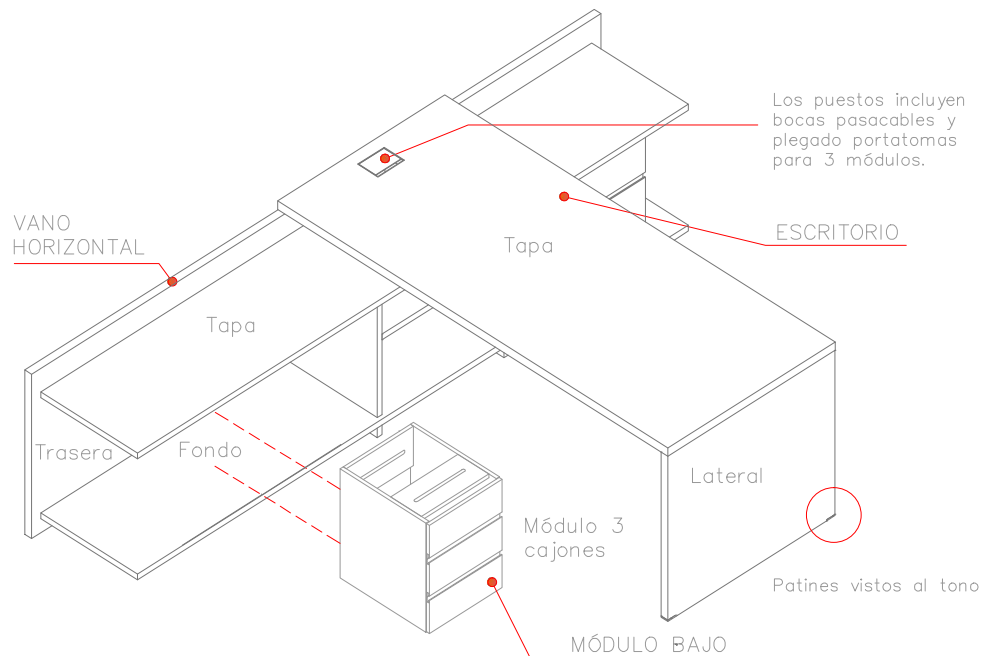 Los puestos incluyen
bocas pasacables y
plegado portatomas
para 3 módulos.
VANO
HORIZONTAL
ESCRITORIO
Tapa
Tapa
Trasera
Fondo
Lateral
Módulo 3
cajones
Patines vistos al tono
MÓDULO BAJO